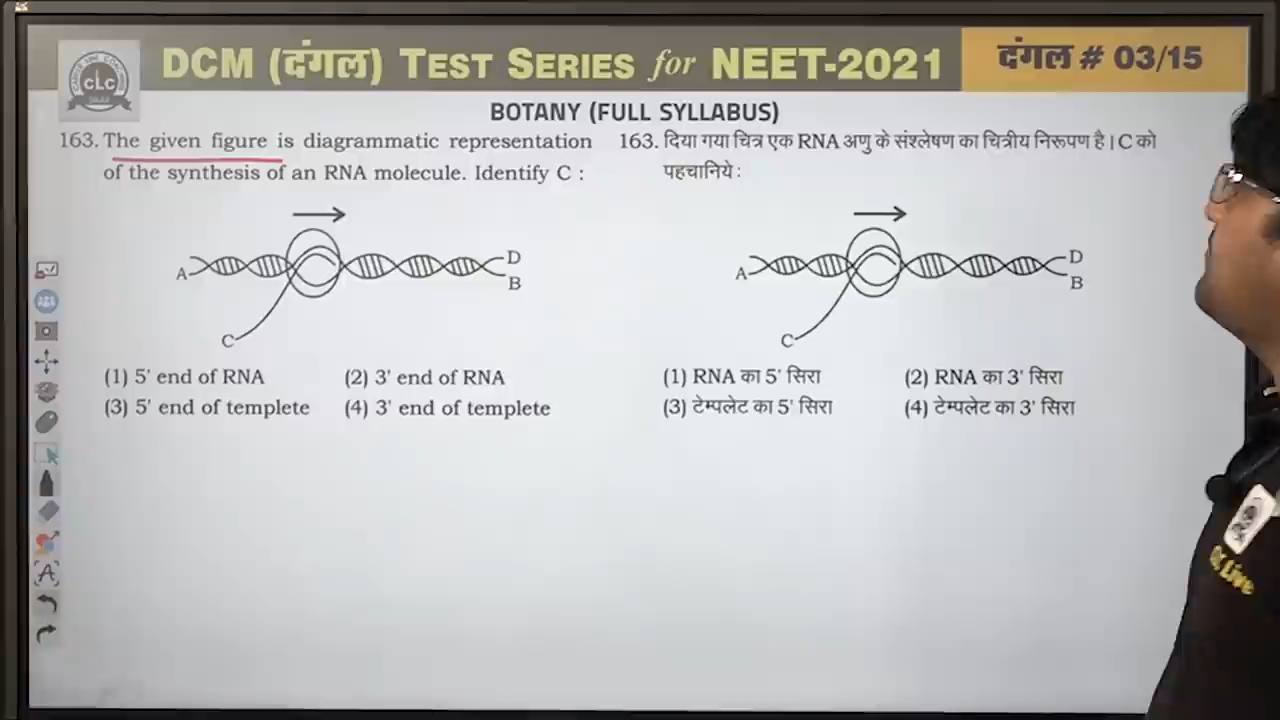 CLC
DCM (दंगल) TEST SERIES for NEET-2021
दंगल # 03/15
BOTANY (FULL SYLLABUS)
163. The given figure is diagrammatic representation
of the synthesis of an RNA molecule. Identify C :
A
D
B
C
(1) 5' end of RNA (2) 3' end of RNA
(3) 5' end of templete (4) 3' end of templete
163. दिया गया चित्र एक RNA अणु के संश्लेषण का चित्रीय निरूपण है। C को
पहचानिये :
A
D
B
C
(1) RNA का 5' सिरा (2) RNA का 3' सिरा
(3) टेम्पलेट का 5' सिरा (4) टेम्पलेट का 3' सिरा
A
Live